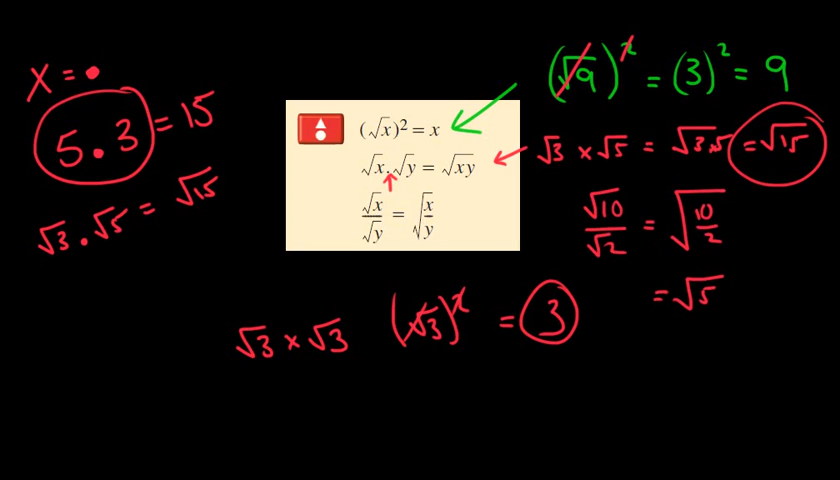 x = •
5 . 3 = 15
√3 . √5 = √15
(√x)² = x
√x . √y = √xy
√x/√y = √(x/y)
(√9)² = (3)² = 9
√3 × √5 = √3×5 = √15
√10/√2 = √(10/2)
= √5
√3 × √3 (√3)² = 3